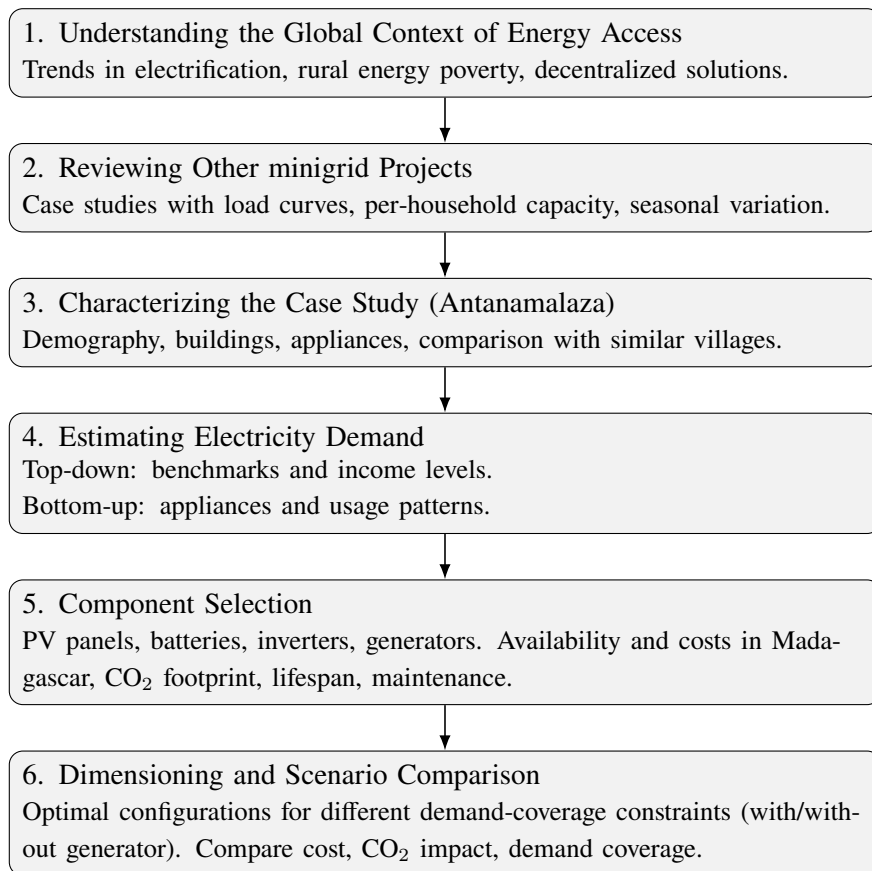 1. Understanding the Global Context of Energy Access
Trends in electrification, rural energy poverty, decentralized solutions.
2. Reviewing Other minigrid Projects
Case studies with load curves, per-household capacity, seasonal variation.
3. Characterizing the Case Study (Antanamalaza)
Demography, buildings, appliances, comparison with similar villages.
4. Estimating Electricity Demand
Top-down: benchmarks and income levels.
Bottom-up: appliances and usage patterns.
5. Component Selection
PV panels, batteries, inverters, generators. Availability and costs in Mada-
gascar, CO₂ footprint, lifespan, maintenance.
6. Dimensioning and Scenario Comparison
Optimal configurations for different demand-coverage constraints (with/with-
out generator). Compare cost, CO₂ impact, demand coverage.